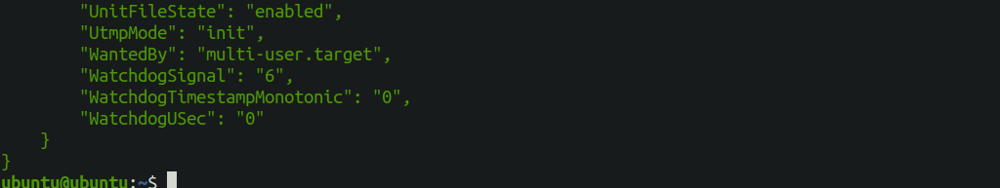 "UnitFileState": "enabled",
"UtmpMode": "init",
"WantedBy": "multi-user.target",
"WatchdogSignal": "6",
"WatchdogTimestampMonotonic": "0",
"WatchdogUSec": "0"
}
}
ubuntu@ubuntu:~$